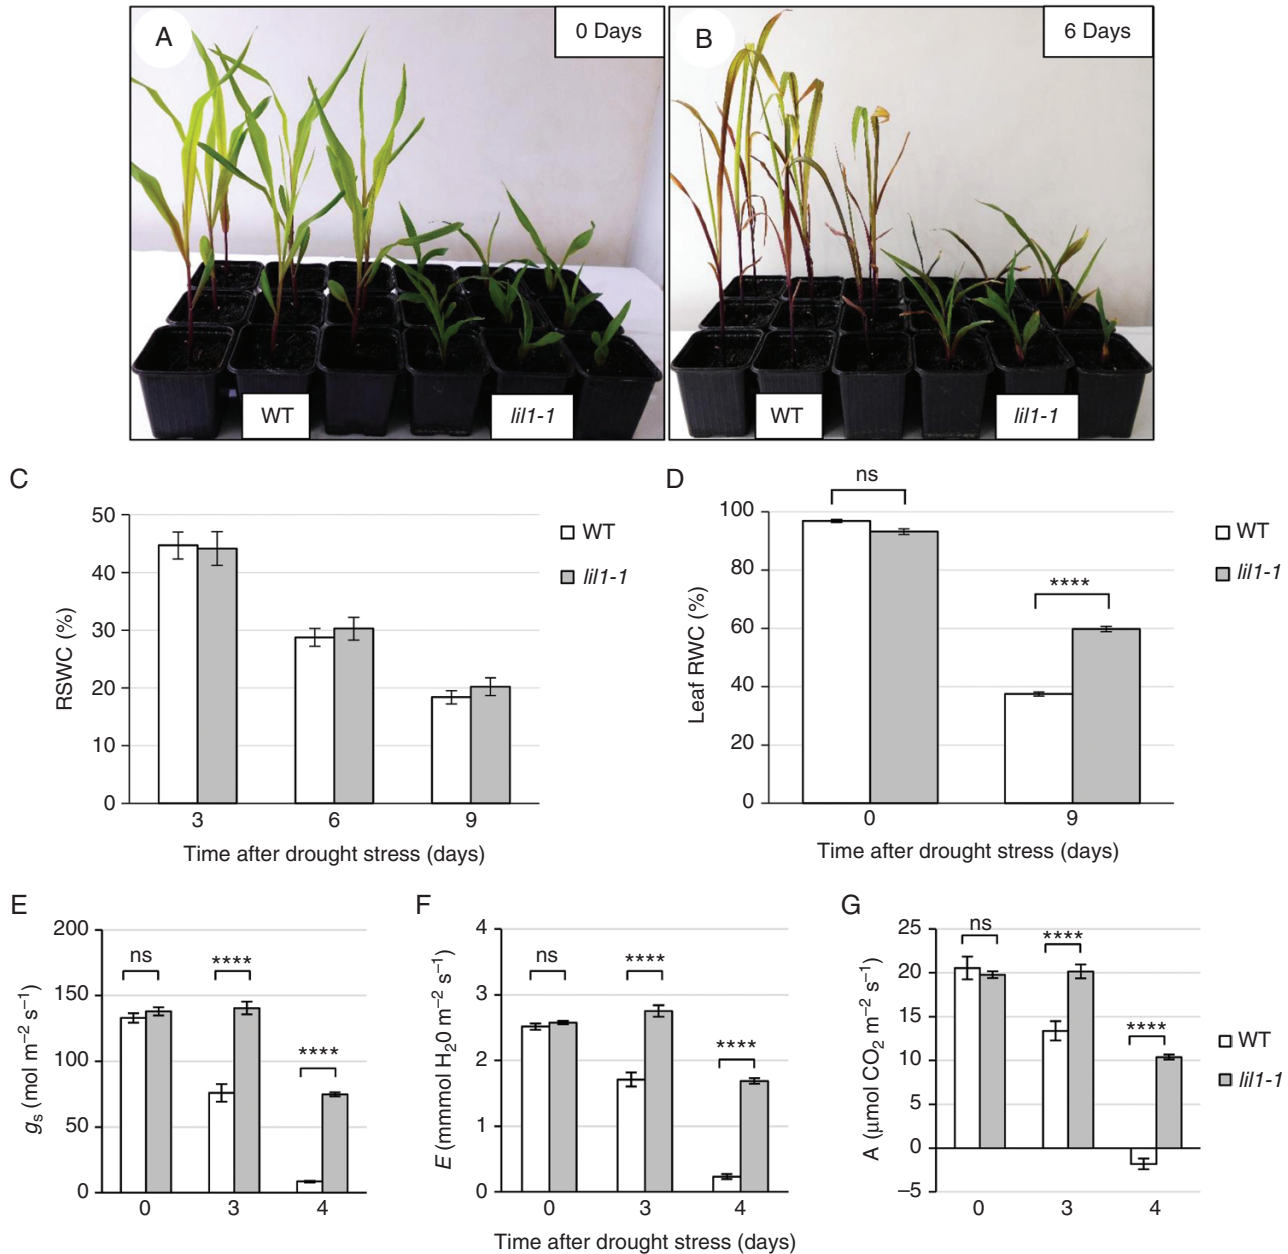 A
0 Days
B
6 Days
WT
lil1-1
WT
lil1-1
C
50
40
30
20
10
0
RSWC (%)
3 6 9
Time after drought stress (days)
WT
lil1-1
D
ns
****
100
80
60
40
20
0
Leaf RWC (%)
0 9
Time after drought stress (days)
WT
lil1-1
E
200
150
100
50
0
gs (mol m⁻² s⁻¹)
ns
****
****
0 3 4
F
4
3
2
1
0
E (mmmol H₂0 m⁻² s⁻¹)
ns
****
****
0 3 4
Time after drought stress (days)
G
25
20
15
10
5
0
–5
A (μmol CO₂ m⁻² s⁻¹)
ns
****
****
0 3 4
WT
lil1-1